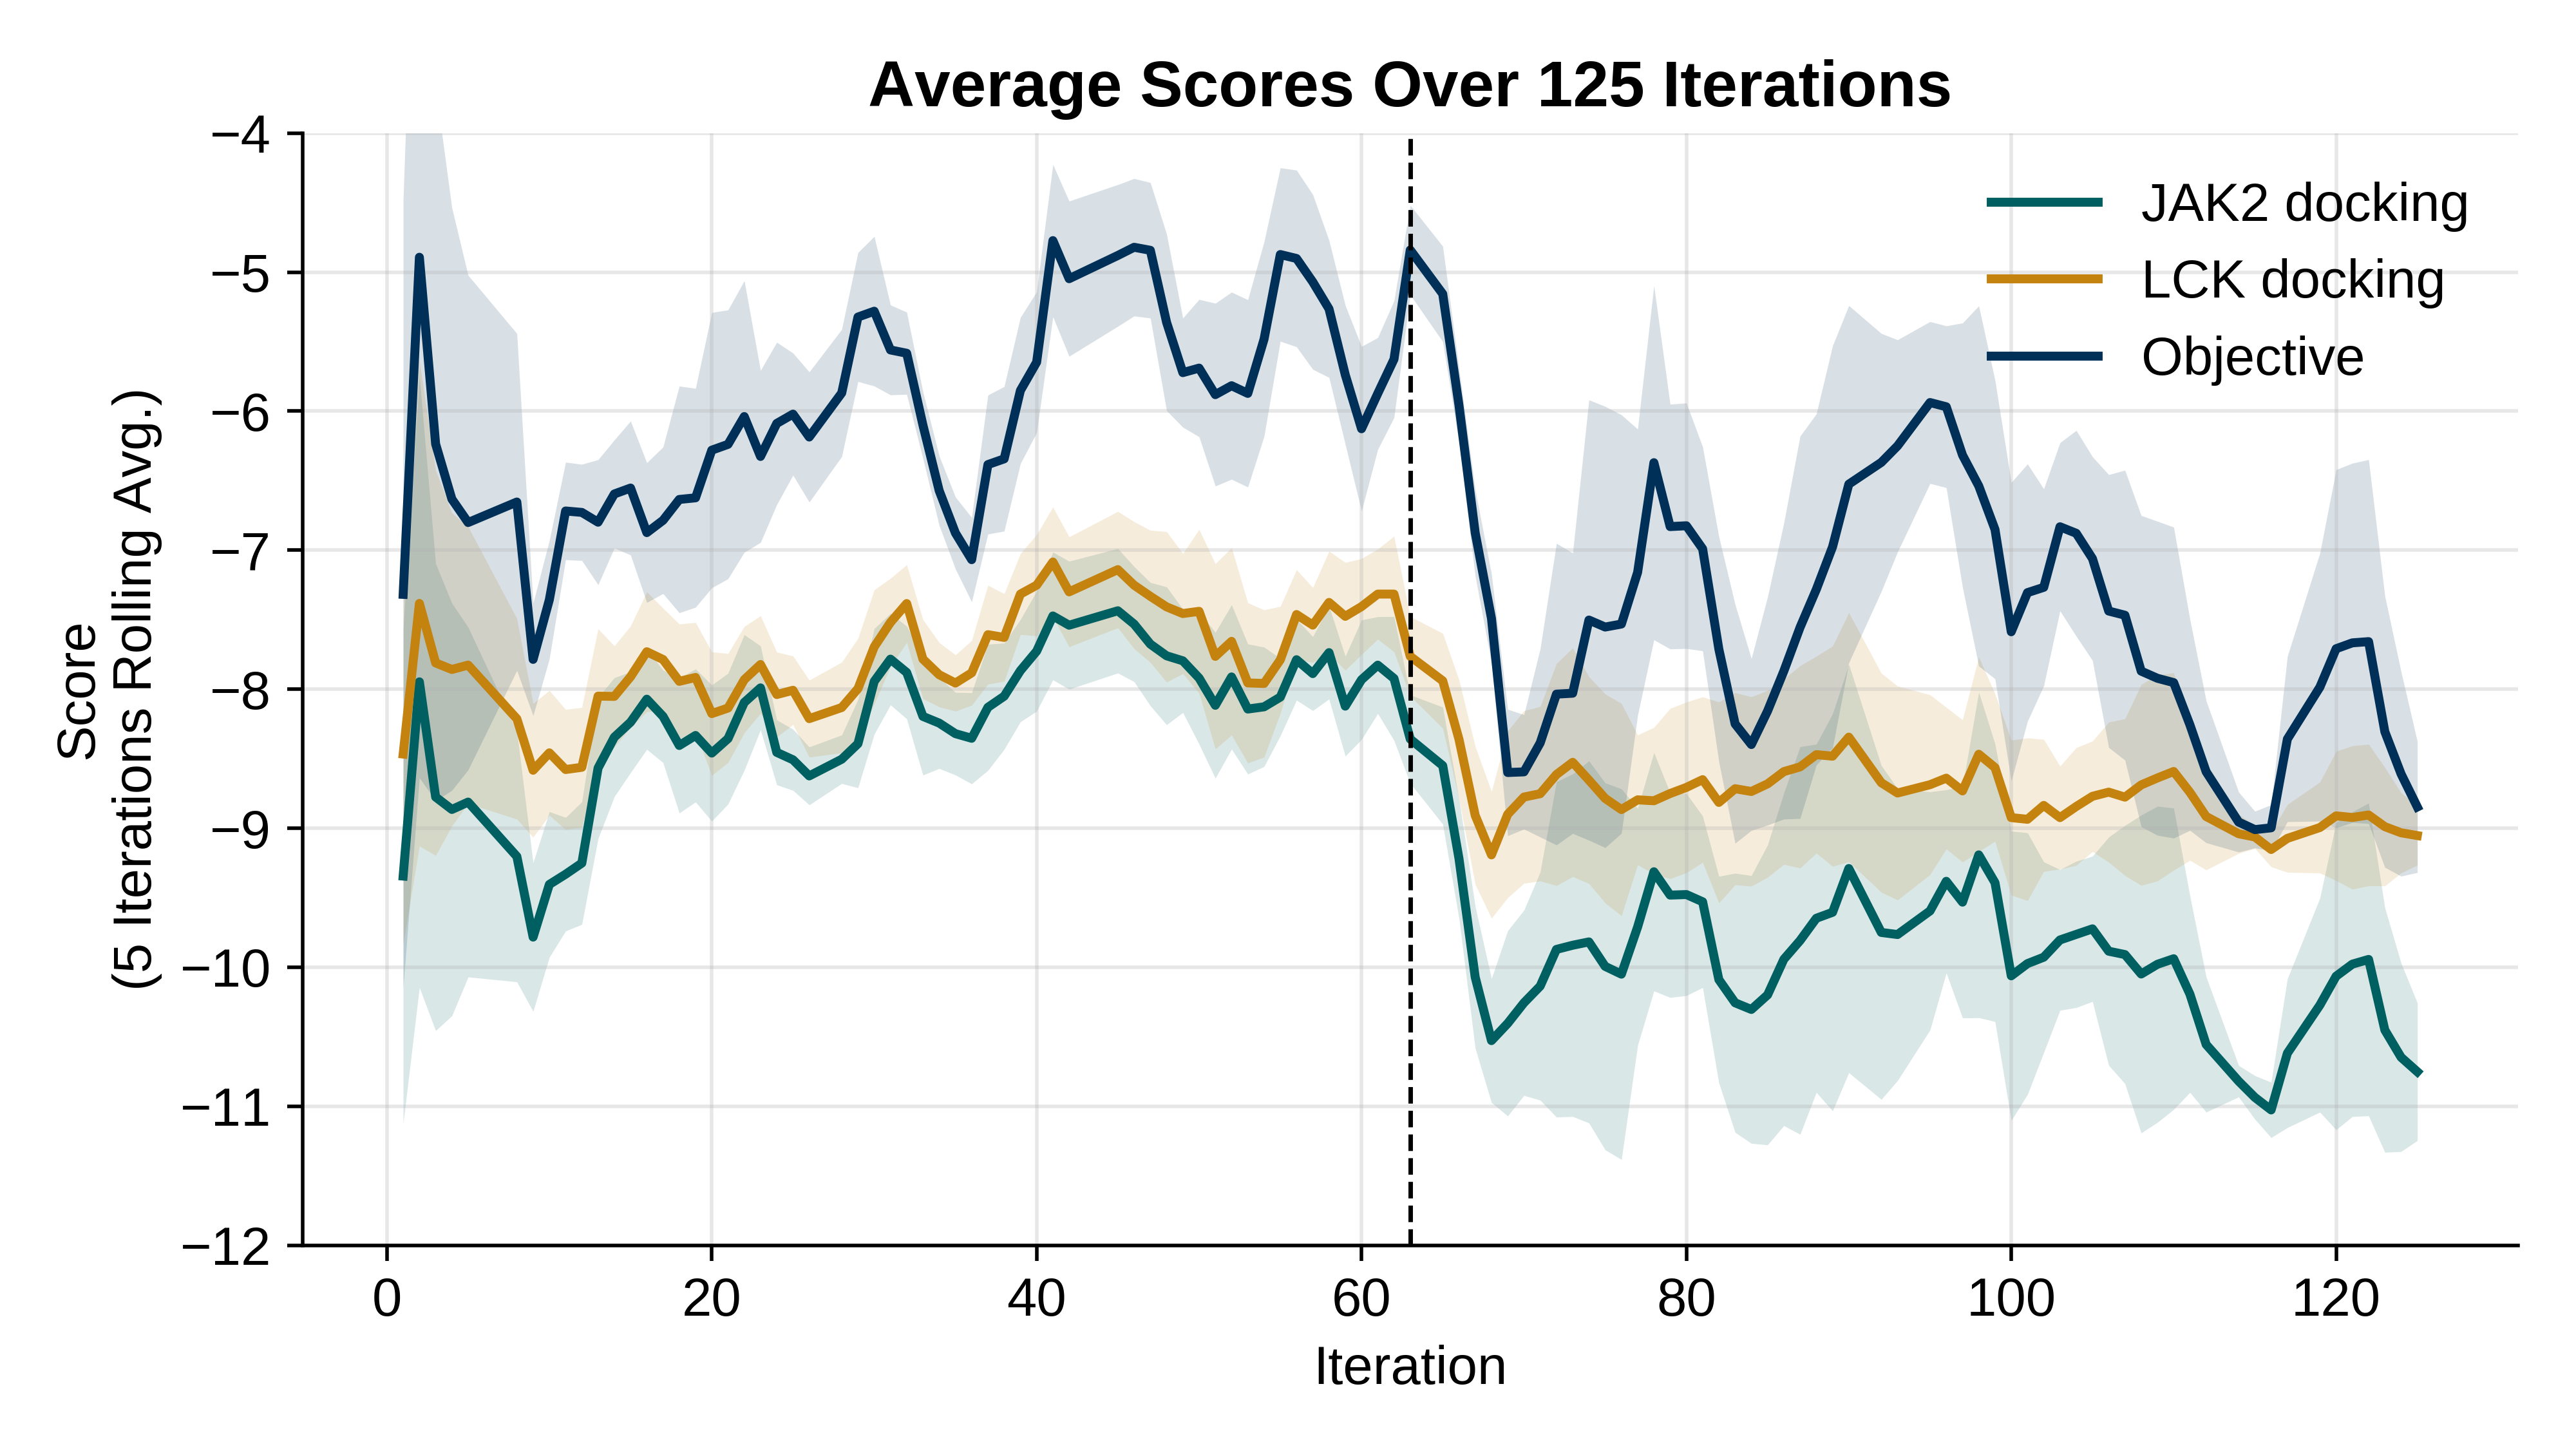 Average Scores Over 125 Iterations
−4
−5
−6
−7
−8
−9
−10
−11
−12
Score
(5 Iterations Rolling Avg.)
JAK2 docking
LCK docking
Objective
0 20 40 60 80 100 120
Iteration